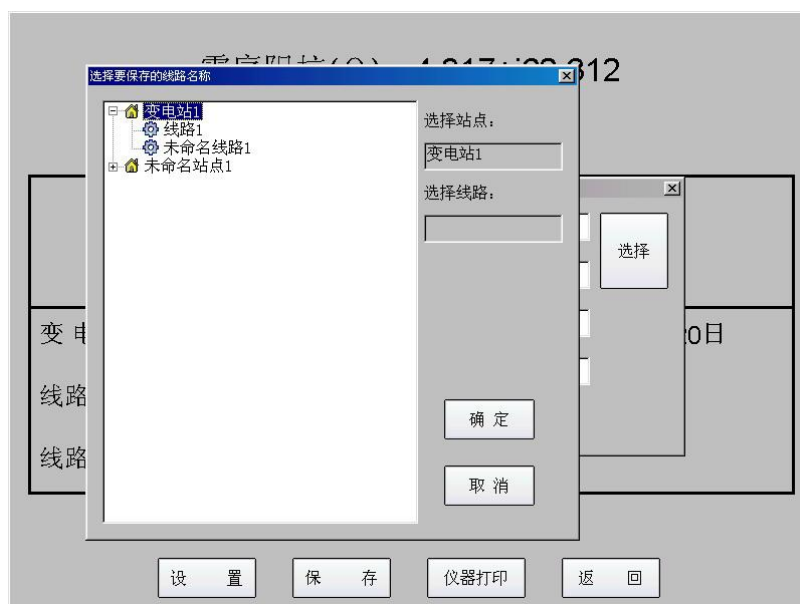 312
选择要保存的线路名称
变电站1
线路1
未命名线路1
未命名站点1
选择站点：
变电站1
选择线路：
选择
变
20日
线路
线路
确 定
取 消
设 置
保 存
仪器打印
返 回